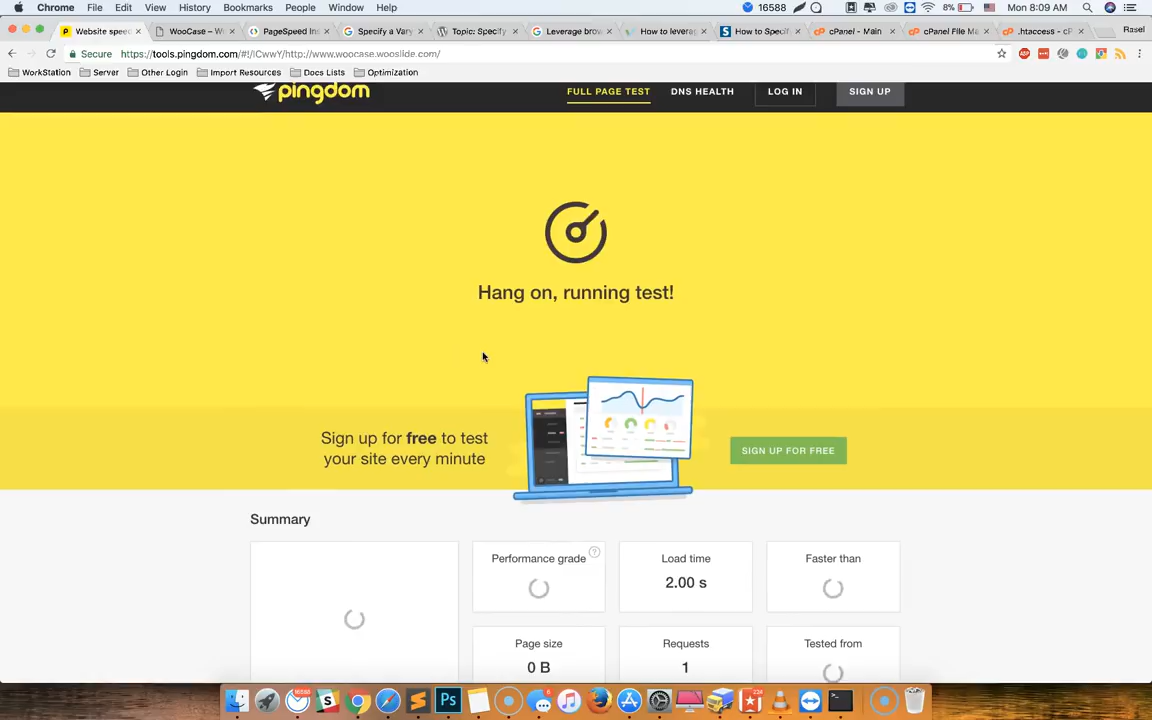 Chrome File Edit View History Bookmarks People Window Help 16588 8% Mon 8:09 AM
Website spee WooCase – Wo PageSpeed Ins Specify a Vary Topic: Specify Leverage brow How to leverag How to Specif cPanel - Main cPanel File Ma .htaccess - cP Rasel
Secure https://tools.pingdom.com/#!/ICwwY/http://www.woocase.wooslide.com/
WorkStation Server Other Login Import Resources Docs Lists Optimization
pingdom FULL PAGE TEST DNS HEALTH LOG IN SIGN UP
Hang on, running test!
Sign up for free to test
your site every minute
SIGN UP FOR FREE
Summary
Performance grade ? Load time Faster than
2.00 s
Page size Requests Tested from
0 B 1